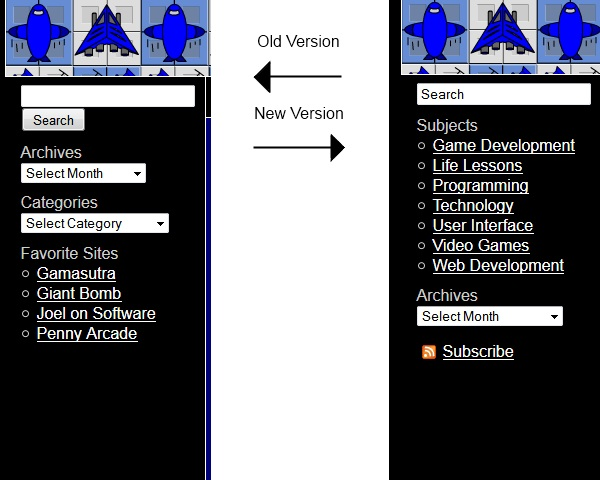 Old Version
New Version
Search
Archives
Select Month
Categories
Select Category
Favorite Sites
Gamasutra
Giant Bomb
Joel on Software
Penny Arcade
Search
Subjects
Game Development
Life Lessons
Programming
Technology
User Interface
Video Games
Web Development
Archives
Select Month
Subscribe